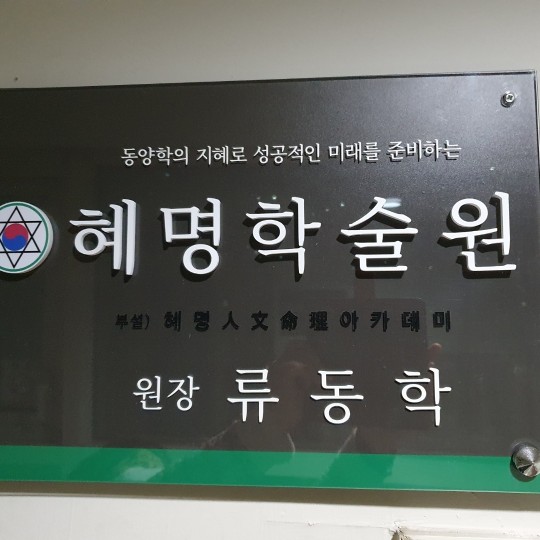 동양학의 지혜로 성공적인 미래를 준비하는
혜명학술원
부설) 혜명人文命理아카데미
원장 류동학